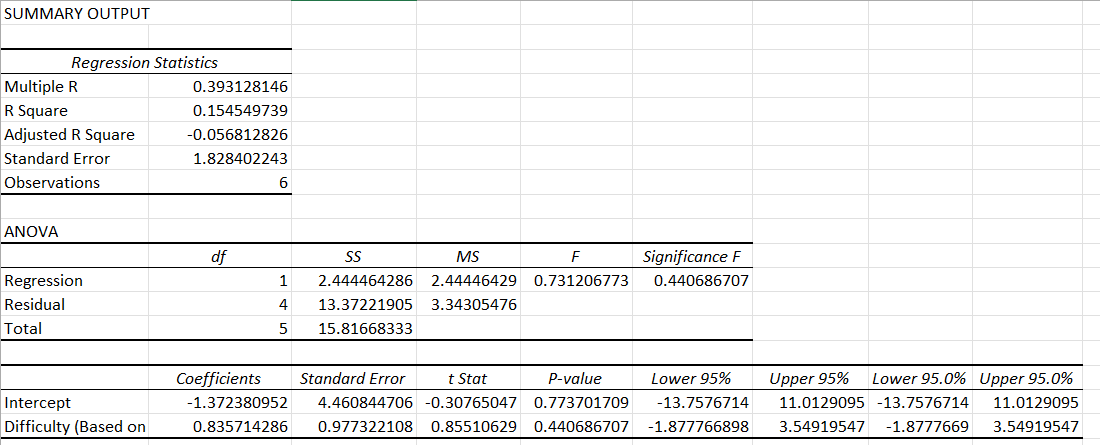 SUMMARY OUTPUT
Regression Statistics
Multiple R 0.393128146
R Square 0.154549739
Adjusted R Square -0.056812826
Standard Error 1.828402243
Observations 6
ANOVA
df SS MS F Significance F
Regression 1 2.444464286 2.44446429 0.731206773 0.440686707
Residual 4 13.37221905 3.34305476
Total 5 15.81668333
Coefficients Standard Error t Stat P-value Lower 95% Upper 95% Lower 95.0% Upper 95.0%
Intercept -1.372380952 4.460844706 -0.30765047 0.773701709 -13.7576714 11.0129095 -13.7576714 11.0129095
Difficulty (Based on 0.835714286 0.977322108 0.85510629 0.440686707 -1.877766898 3.54919547 -1.8777669 3.54919547